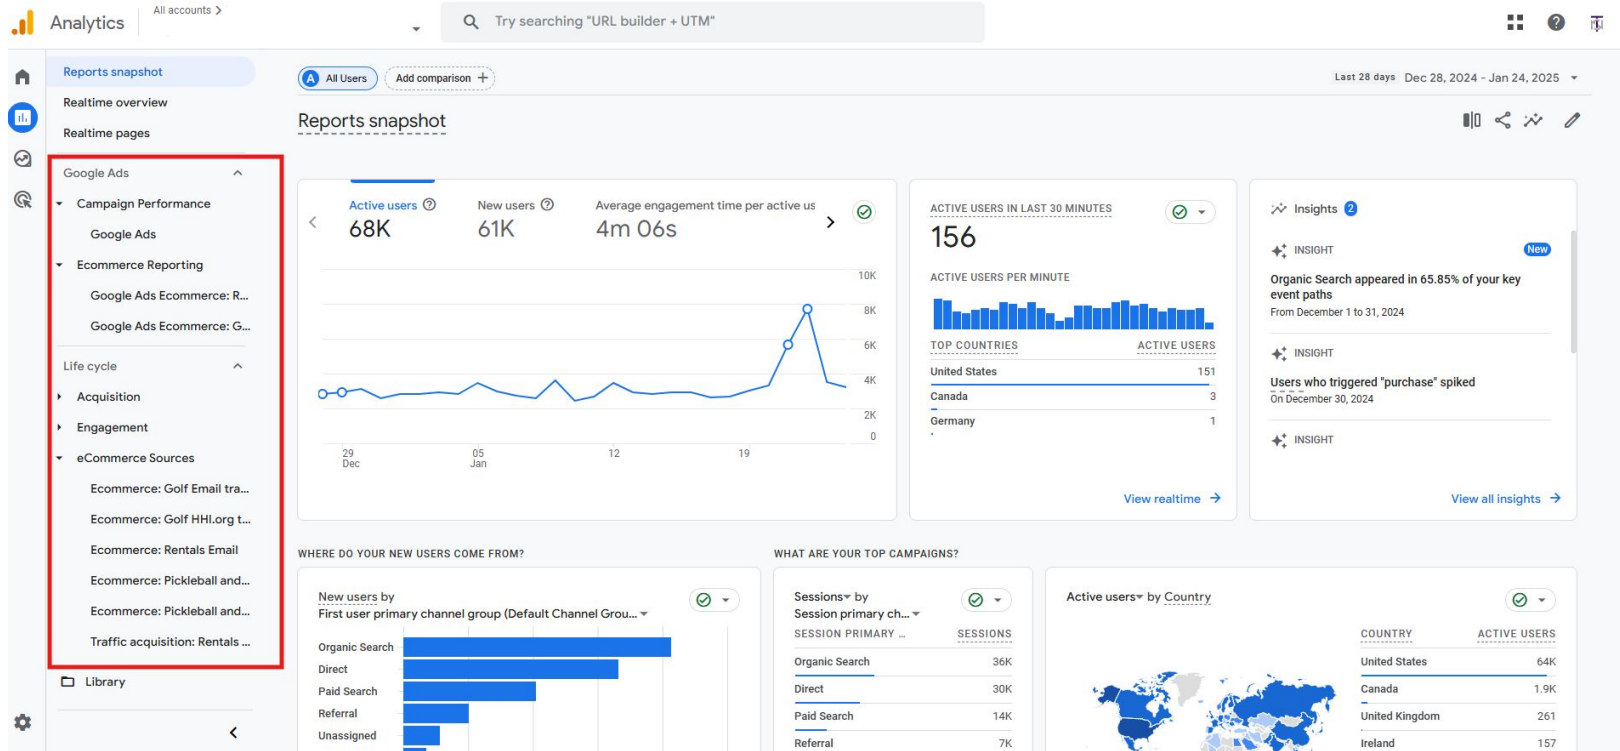 Analytics
All accounts >
Try searching "URL builder + UTM"
Reports snapshot
Realtime overview
Realtime pages
Google Ads
Campaign Performance
Google Ads
Ecommerce Reporting
Google Ads Ecommerce: R...
Google Ads Ecommerce: G...
Life cycle
Acquisition
Engagement
eCommerce Sources
Ecommerce: Golf Email tra...
Ecommerce: Golf HHI.org t...
Ecommerce: Rentals Email
Ecommerce: Pickleball and...
Ecommerce: Pickleball and...
Traffic acquisition: Rentals ...
Library
A All Users
Add comparison +
Last 28 days Dec 28, 2024 - Jan 24, 2025
Reports snapshot
Active users
68K
New users
61K
Average engagement time per active us
4m 06s
10K
8K
6K
4K
2K
0
29 Dec
05 Jan
12
19
ACTIVE USERS IN LAST 30 MINUTES
156
ACTIVE USERS PER MINUTE
TOP COUNTRIES ACTIVE USERS
United States 151
Canada 3
Germany 1
View realtime
Insights 2
INSIGHT New
Organic Search appeared in 65.85% of your key
event paths
From December 1 to 31, 2024
INSIGHT
Users who triggered "purchase" spiked
On December 30, 2024
INSIGHT
View all insights
WHERE DO YOUR NEW USERS COME FROM?
New users by
First user primary channel group (Default Channel Grou...
Organic Search
Direct
Paid Search
Referral
Unassigned
WHAT ARE YOUR TOP CAMPAIGNS?
Sessions by
Session primary ch...
SESSION PRIMARY ... SESSIONS
Organic Search 36K
Direct 30K
Paid Search 14K
Referral 7K
Active users by Country
COUNTRY ACTIVE USERS
United States 64K
Canada 1.9K
United Kingdom 261
Ireland 157